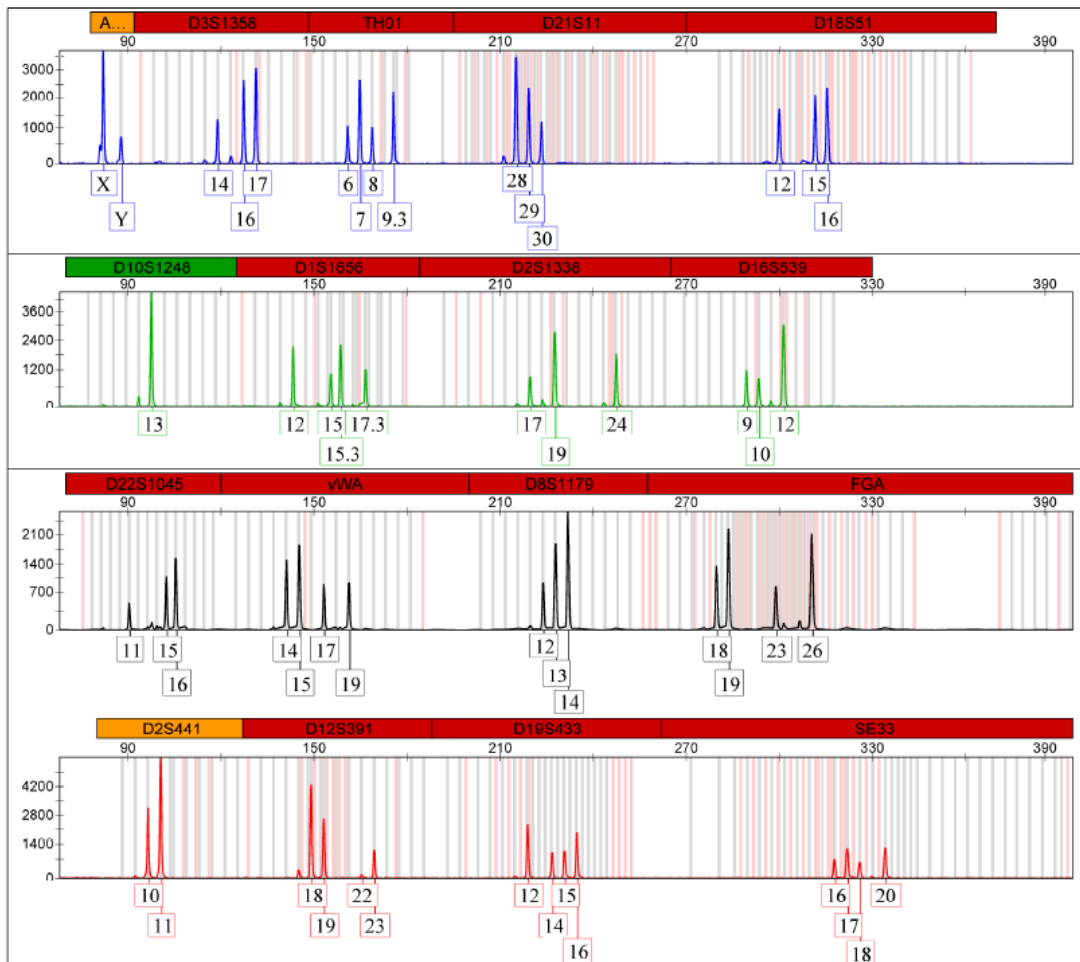 A... D3S1358 TH01 D21S11 D18S51
90 150 210 270 330 390
3000
2000
1000
0
X 14 17 6 8 28 12 15
Y 16 7 9.3 29 16
30
D10S1248 D1S1656 D2S1338 D16S539
90 150 210 270 330 390
3600
2400
1200
0
13 12 15 17.3 17 24 9 12
15.3 19 10
D22S1045 vWA D8S1179 FGA
90 150 210 270 330 390
2100
1400
700
0
11 15 14 17 12 18 23 26
16 15 19 13 19
14
D2S441 D12S391 D19S433 SE33
90 150 210 270 330 390
4200
2800
1400
0
10 18 22 12 15 16 20
11 19 23 14 17
16 18